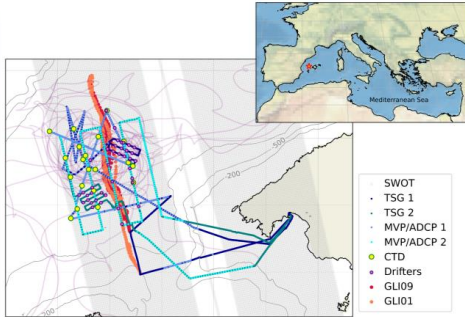 Mediterranean Sea
-500
-200
-200
SWOT
TSG 1
TSG 2
MVP/ADCP 1
MVP/ADCP 2
CTD
Drifters
GLI09
GLI01